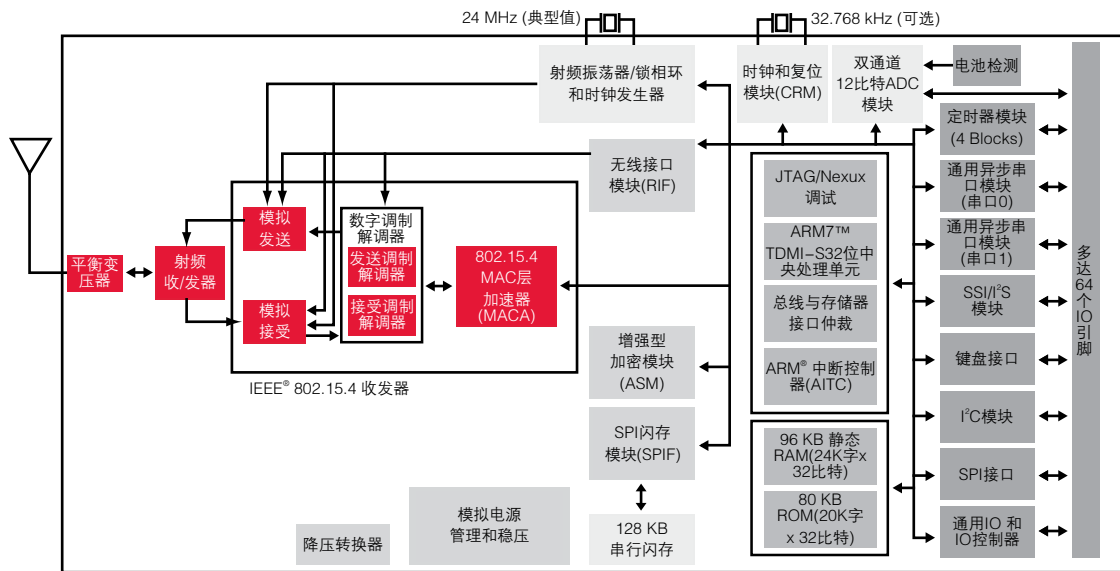 24 MHz (典型值)
32.768 kHz (可选)
射频振荡器/锁相环
和时钟发生器
时钟和复位
模块(CRM)
双通道
12比特ADC
模块
电池检测
定时器模块
(4 Blocks)
无线接口
模块(RIF)
JTAG/Nexux
调试
通用异步串
口模块
(串口0)
ARM7™
TDMI-S32位中
央处理单元
通用异步串
口模块
(串口1)
模拟
发送
数字调制
解调器
发送调制
解调器
接受调制
解调器
802.15.4
MAC层
加速器
(MACA)
平衡变
压器
射频
收/发器
模拟
接受
总线与存储器
接口仲裁
SSI/I²S
模块
多达64个IO引脚
增强型
加密模块
(ASM)
ARM® 中断控制
器(AITC)
键盘接口
IEEE® 802.15.4 收发器
I²C模块
SPI闪存
模块(SPIF)
96 KB 静态
RAM(24K字x
32比特)
SPI接口
模拟电源
管理和稳压
80 KB
ROM(20K字
x 32比特)
128 KB
串行闪存
降压转换器
通用IO 和
IO控制器